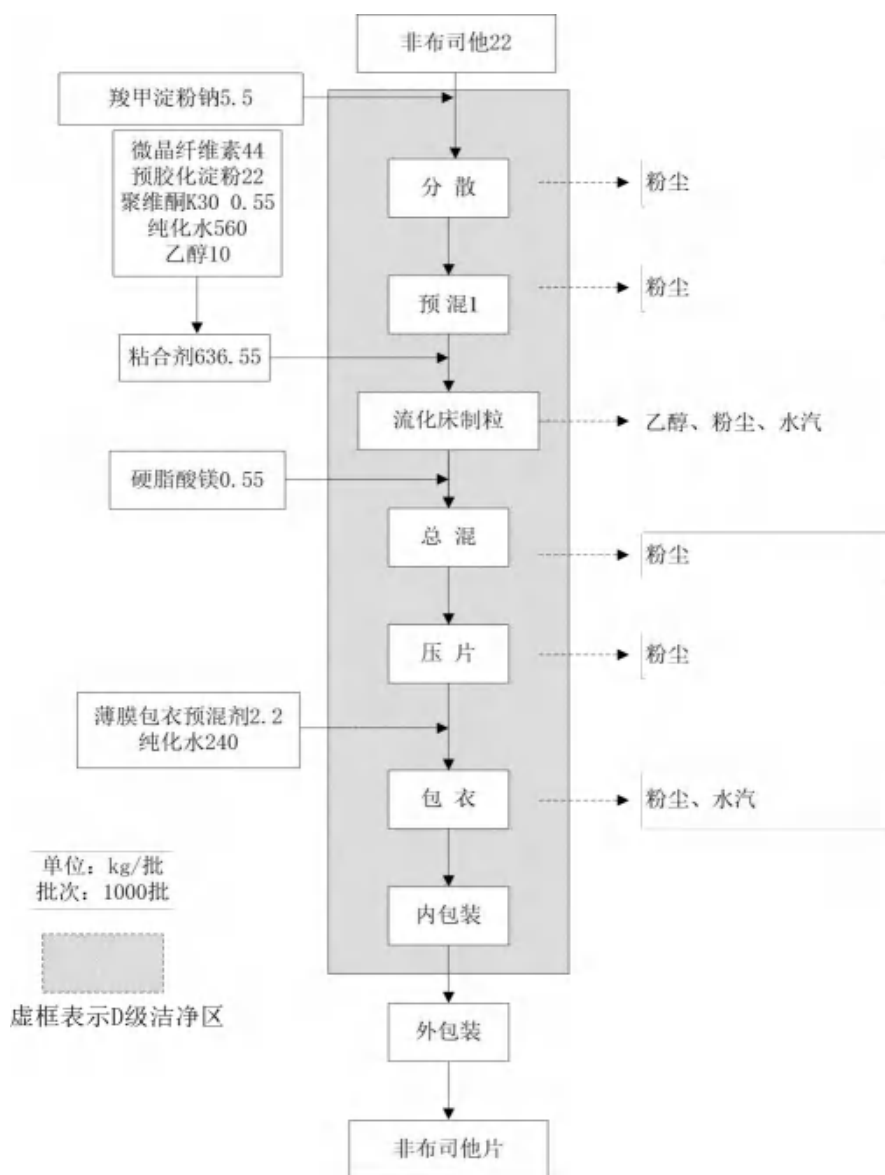 非布司他22
羧甲淀粉钠5.5
微晶纤维素44
预胶化淀粉22
聚维酮K30 0.55
纯化水560
乙醇10
分散
粉尘
预混1
粉尘
粘合剂636.55
流化床制粒
乙醇、粉尘、水汽
硬脂酸镁0.55
总混
粉尘
压片
粉尘
薄膜包衣预混剂2.2
纯化水240
包衣
粉尘、水汽
单位：kg/批
批次：1000批
内包装
虚框表示D级洁净区
外包装
非布司他片